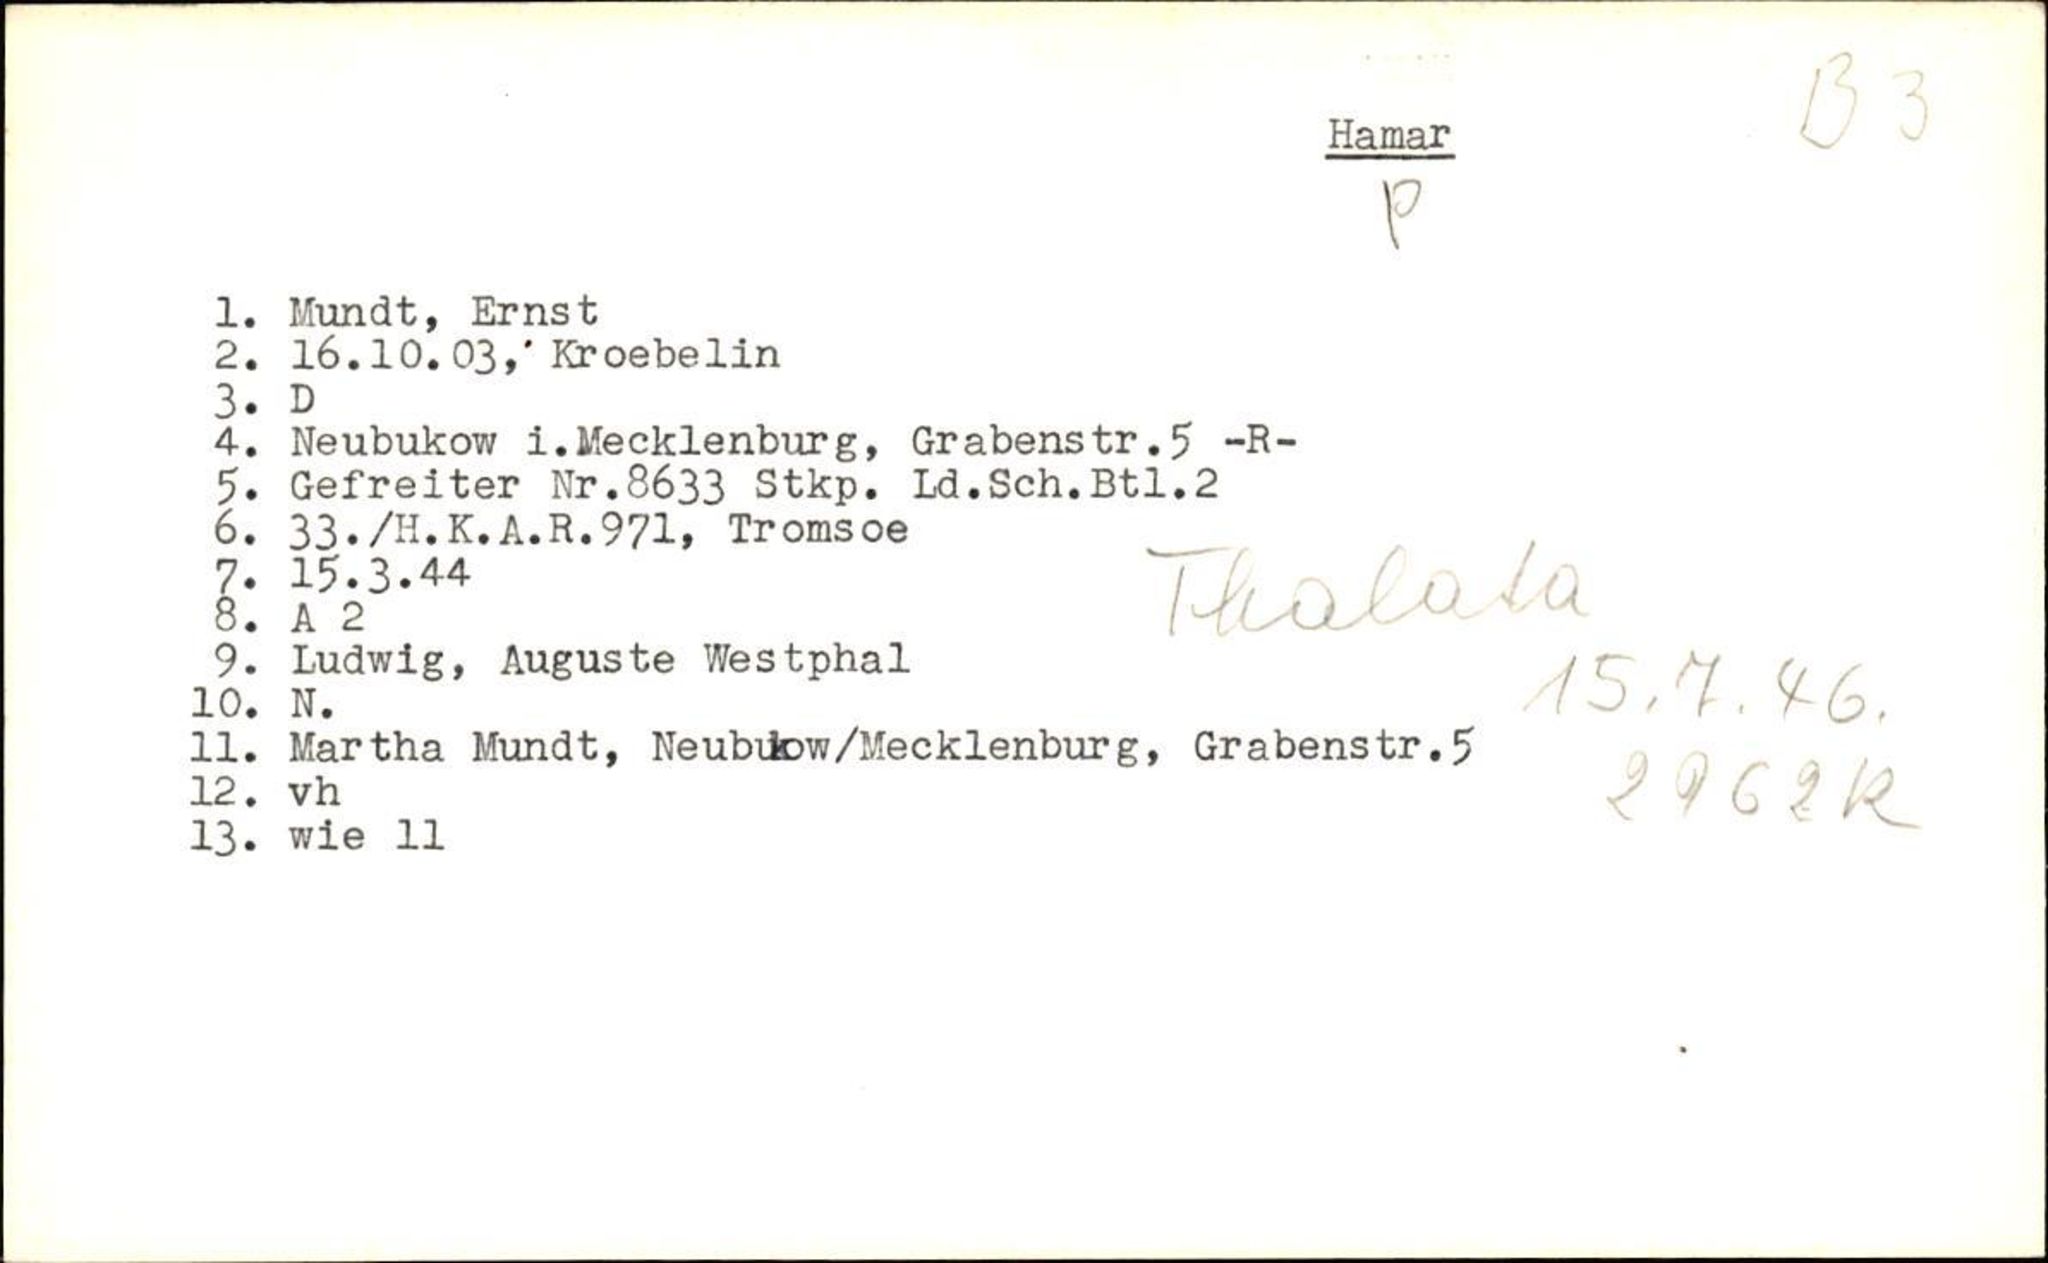 B 3
Hamar
p
1. Mundt, Ernst
2. 16.10.03, Kroebelin
3. D
4. Neubukow i.Mecklenburg, Grabenstr.5 -R-
5. Gefreiter Nr.8633 Stkp. Ld.Sch.Btl.2
6. 33./H.K.A.R.971, Tromsoe
7. 15.3.44
8. A 2
9. Ludwig, Auguste Westphal
10. N.
11. Martha Mundt, Neubukow/Mecklenburg, Grabenstr.5
12. vh
13. wie 11
Thalata
15.7.46.
2962R